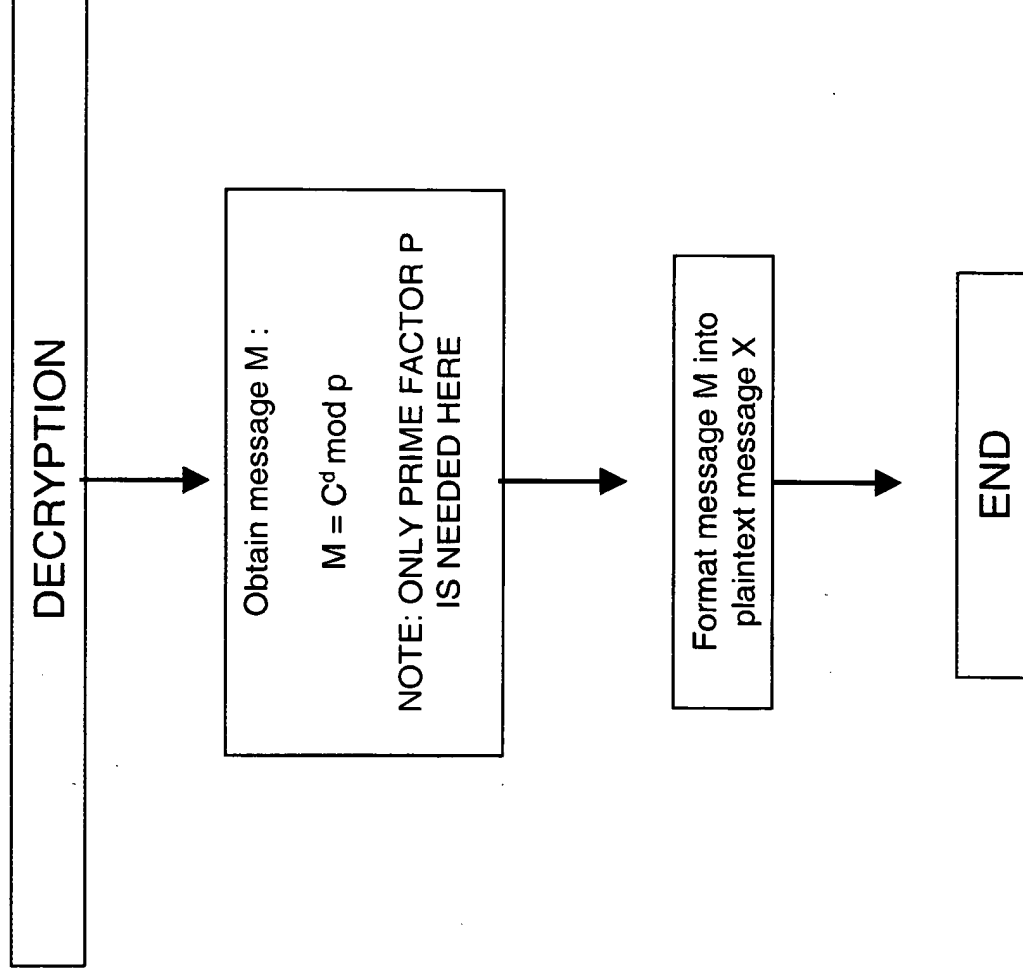 DECRYPTION
Obtain message M :
M = C^d mod p
NOTE: ONLY PRIME FACTOR P
IS NEEDED HERE
Format message M into
plaintext message X
END